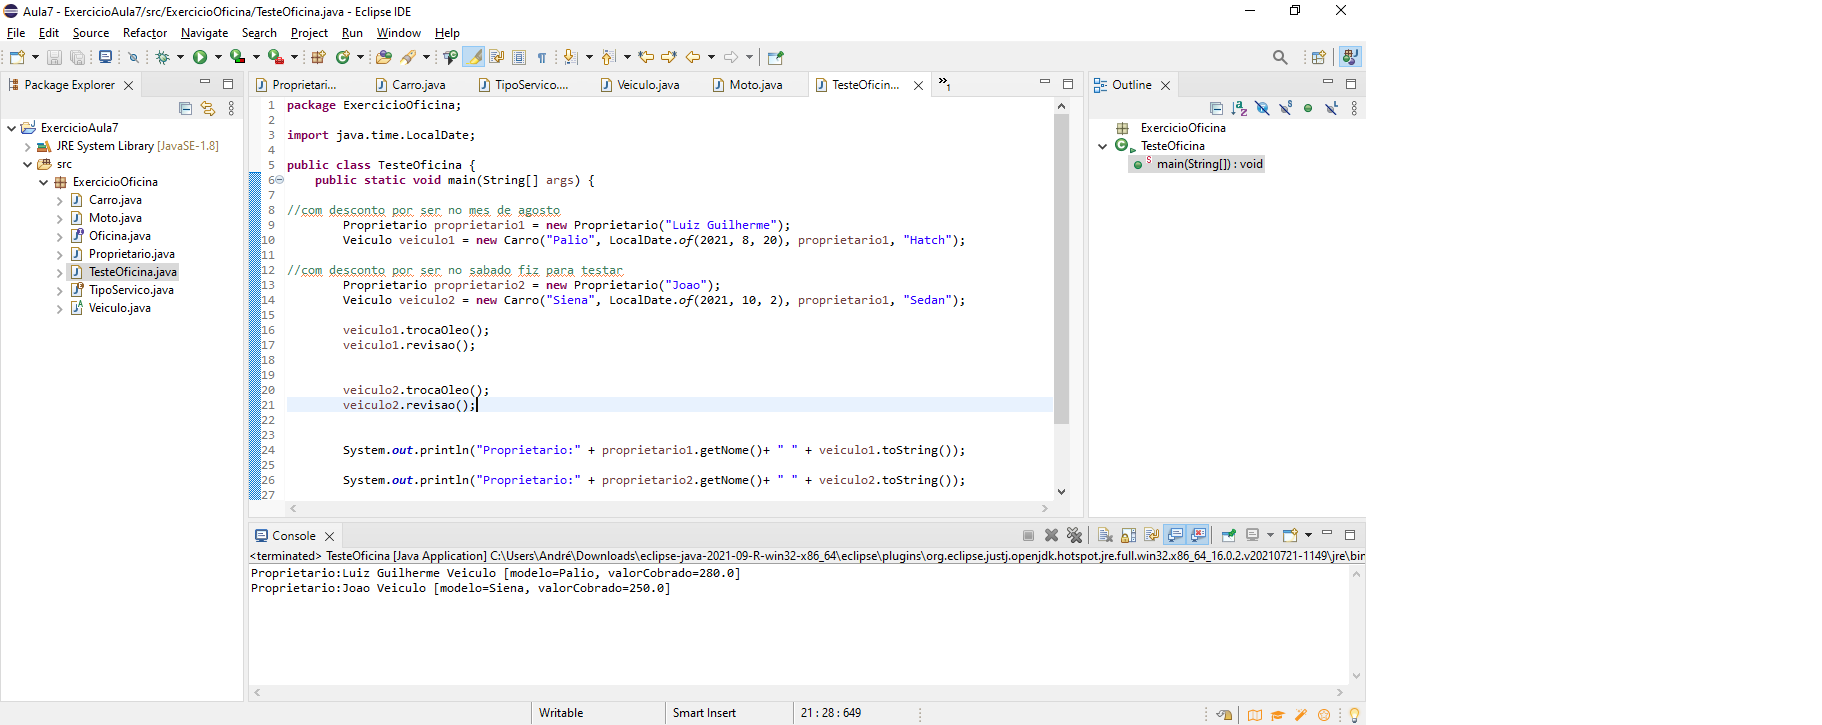 Aula7 - ExercicioAula7/src/ExercicioOficina/TesteOficina.java - Eclipse IDE
File Edit Source Refactor Navigate Search Project Run Window Help
Package Explorer
ExercicioAula7
JRE System Library [JavaSE-1.8]
src
ExercicioOficina
Carro.java
Moto.java
Oficina.java
Proprietario.java
TesteOficina.java
TipoServico.java
Veiculo.java
Proprietari... Carro.java TipoServico.... Veiculo.java Moto.java TesteOficin... »1
1 package ExercicioOficina;
2
3 import java.time.LocalDate;
4
5 public class TesteOficina {
6 public static void main(String[] args) {
7
8 //com desconto por ser no mes de agosto
9 Proprietario proprietario1 = new Proprietario("Luiz Guilherme");
10 Veiculo veiculo1 = new Carro("Palio", LocalDate.of(2021, 8, 20), proprietario1, "Hatch");
11
12 //com desconto por ser no sabado fiz para testar
13 Proprietario proprietario2 = new Proprietario("Joao");
14 Veiculo veiculo2 = new Carro("Siena", LocalDate.of(2021, 10, 2), proprietario1, "Sedan");
15
16 veiculo1.trocaOleo();
17 veiculo1.revisao();
18
19
20 veiculo2.trocaOleo();
21 veiculo2.revisao();
22
23
24 System.out.println("Proprietario:" + proprietario1.getNome()+ " " + veiculo1.toString());
25
26 System.out.println("Proprietario:" + proprietario2.getNome()+ " " + veiculo2.toString());
27
Outline
ExercicioOficina
TesteOficina
main(String[]) : void
Console
<terminated> TesteOficina [Java Application] C:\Users\André\Downloads\eclipse-java-2021-09-R-win32-x86_64\eclipse\plugins\org.eclipse.justj.openjdk.hotspot.jre.full.win32.x86_64_16.0.2.v20210721-1149\jre\bin
Proprietario:Luiz Guilherme Veiculo [modelo=Palio, valorCobrado=280.0]
Proprietario:Joao Veiculo [modelo=Siena, valorCobrado=250.0]
Writable Smart Insert 21 : 28 : 649